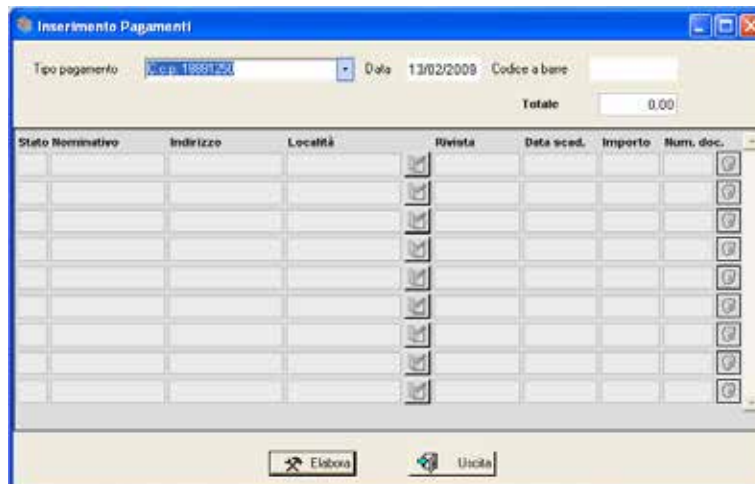 Inserimento Pagamenti
Tipo pagamento C.c.p. 18881250 Data 13/02/2009 Codice a barre
Totale 0,00
Stato Nominativo Indirizzo Località Rivista Data scad. Importo Num. doc.
Elabora Uscita